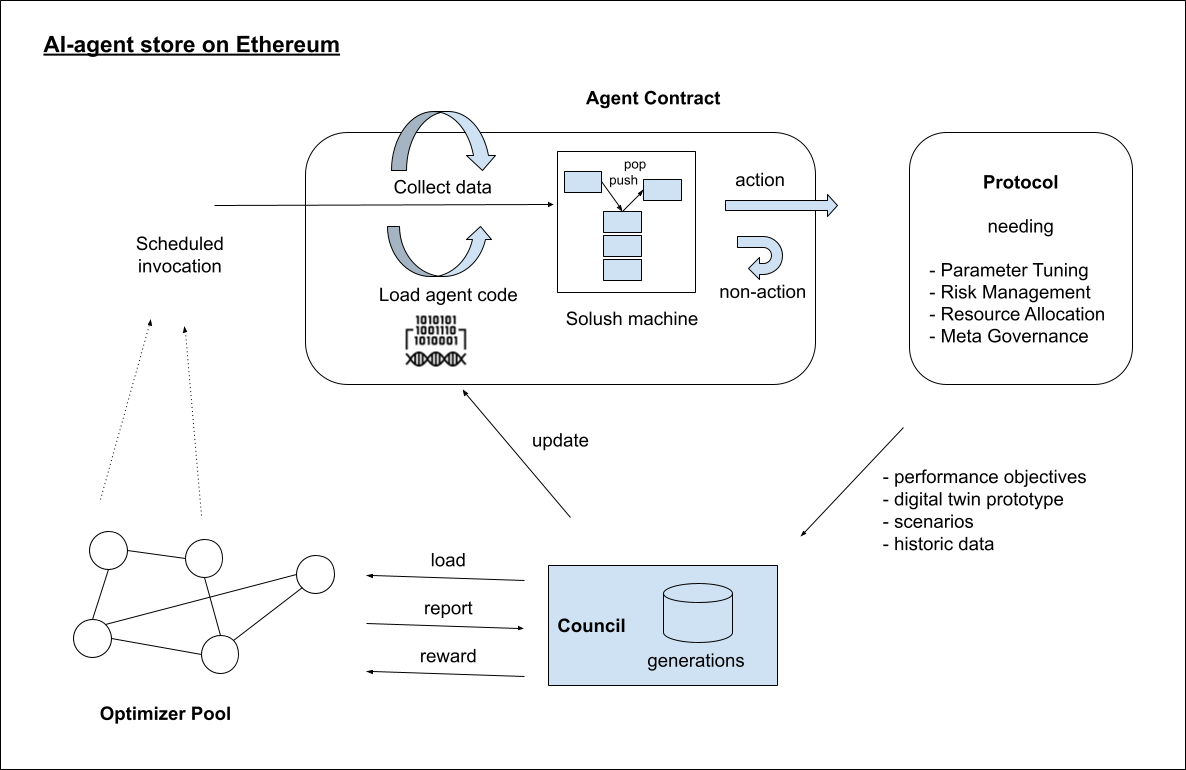 AI-agent store on Ethereum
Agent Contract
Collect data
pop
push
action
non-action
Load agent code
1010101
1001110
1010001
Solush machine
Scheduled
invocation
Protocol
needing
- Parameter Tuning
- Risk Management
- Resource Allocation
- Meta Governance
update
- performance objectives
- digital twin prototype
- scenarios
- historic data
load
report
reward
Council
generations
Optimizer Pool